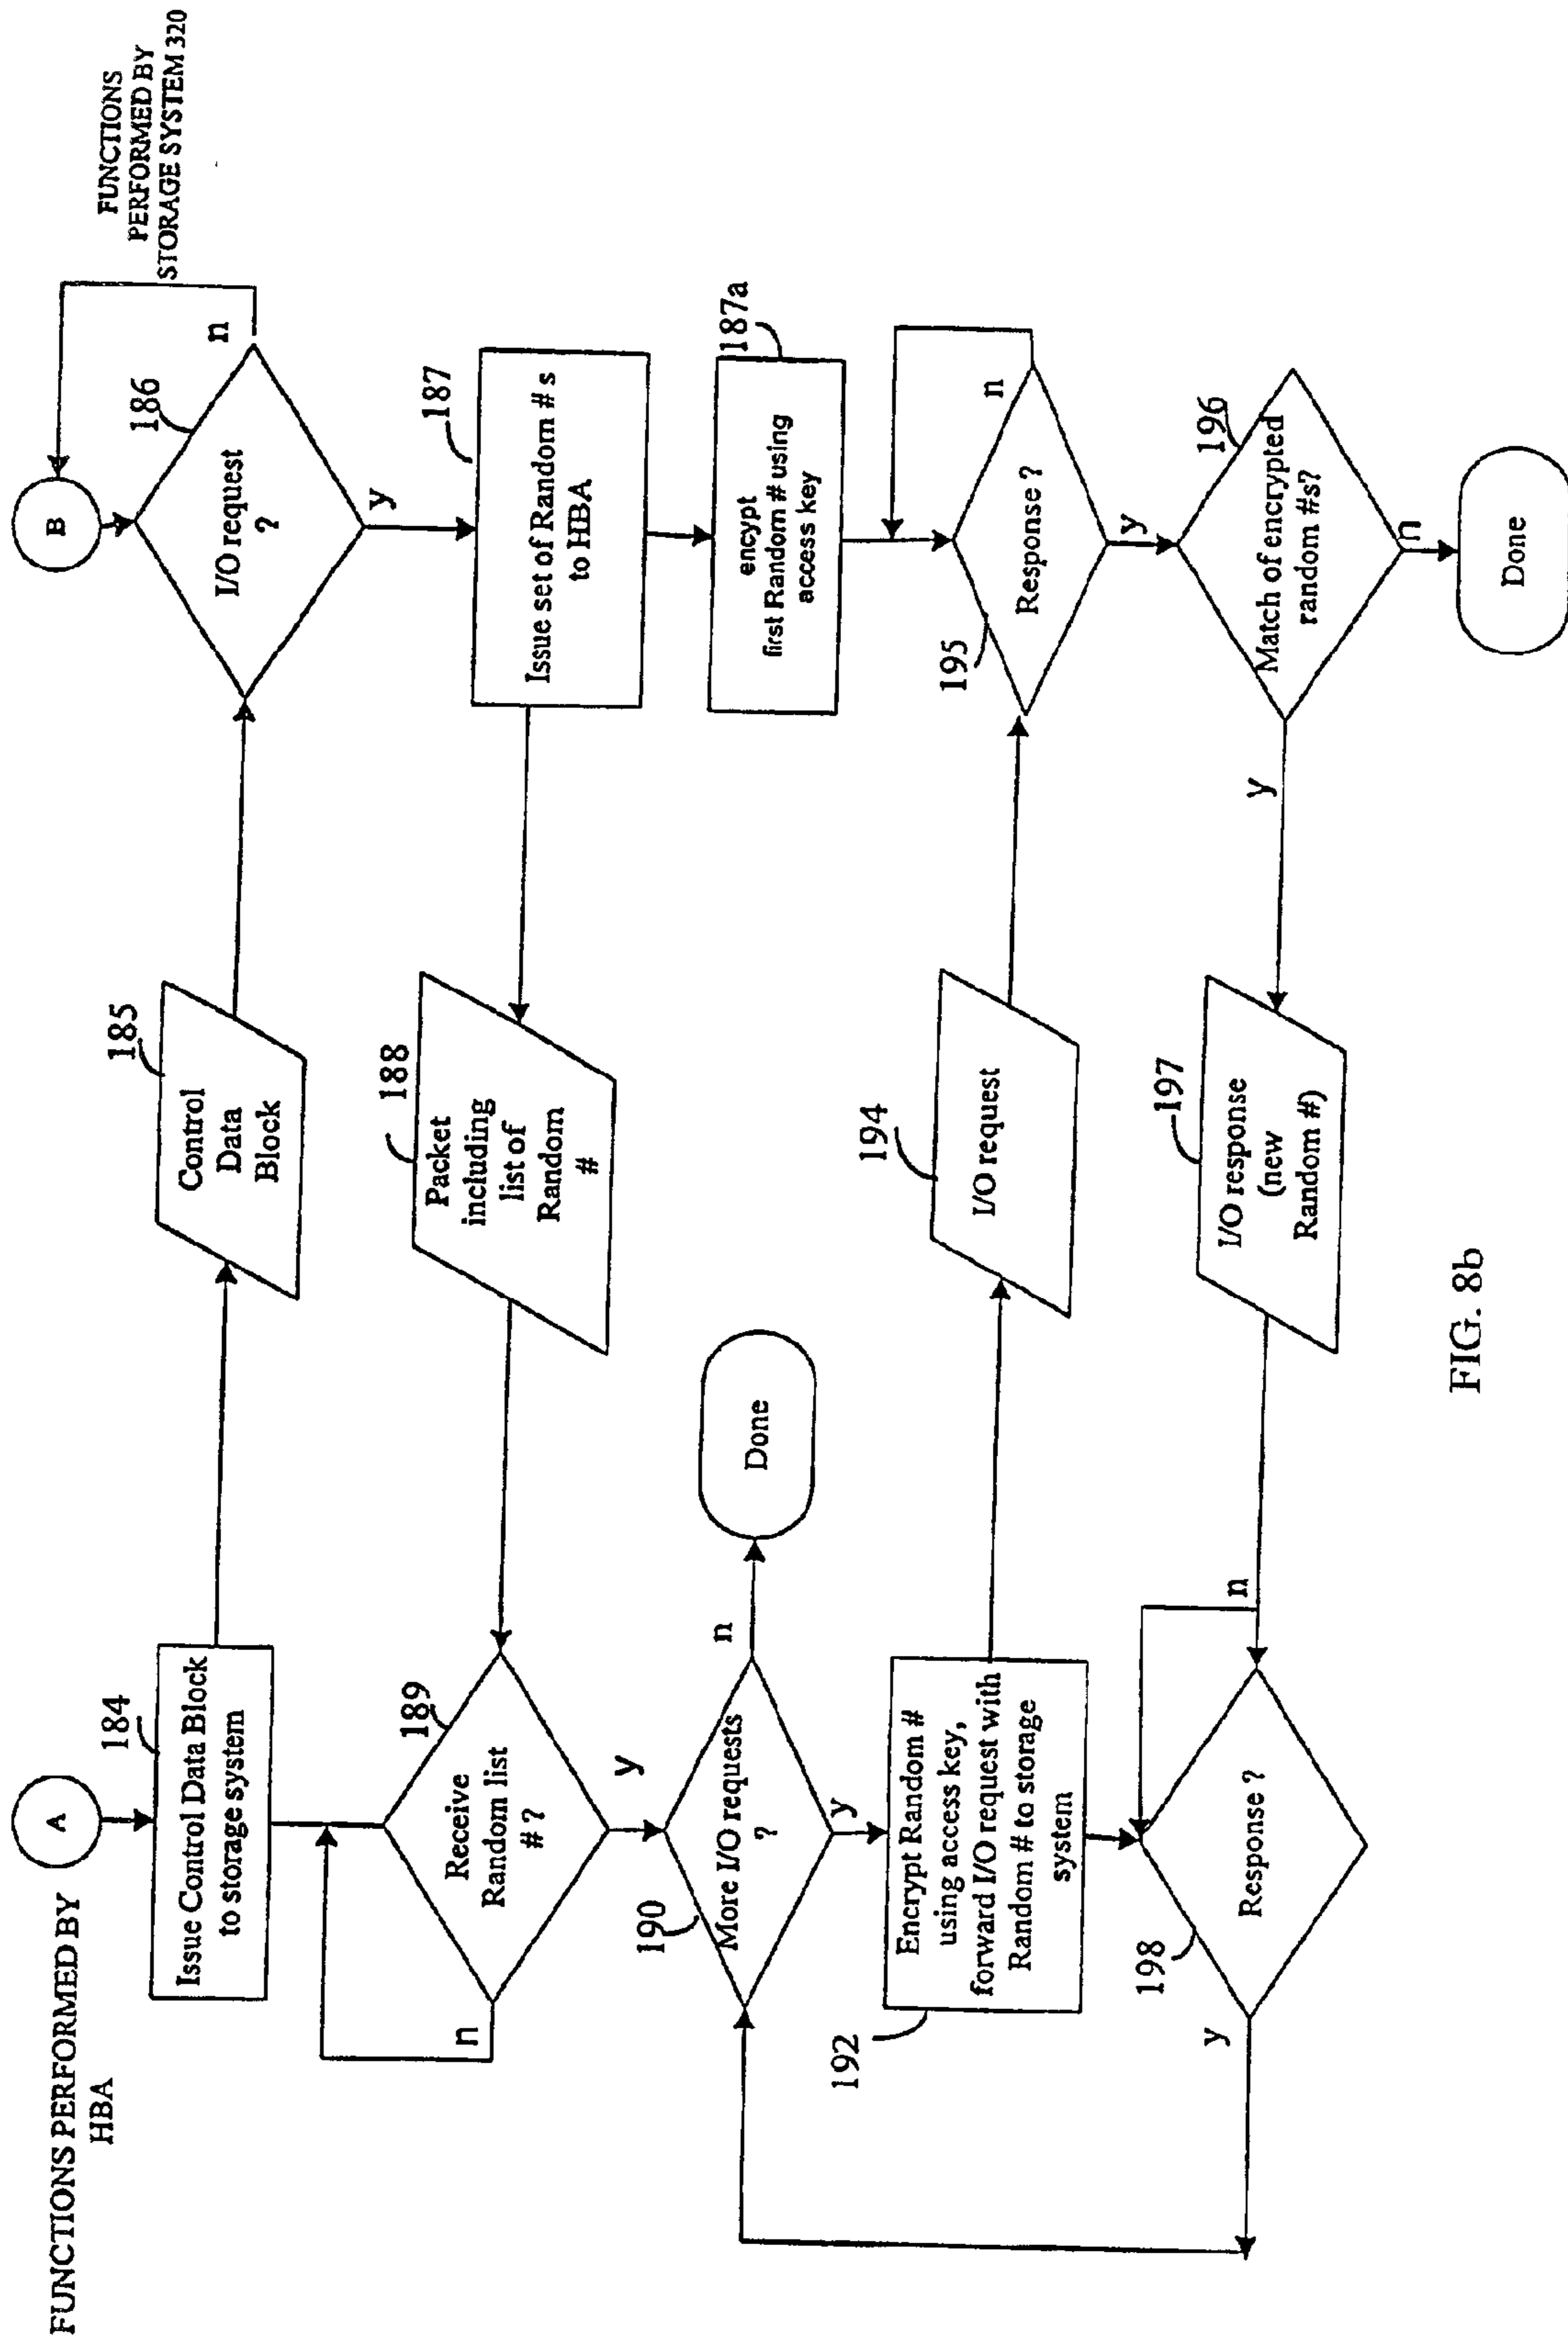 FUNCTIONS PERFORMED BY
HBA
A
184
Issue Control Data Block
to storage system
185
Control
Data
Block
B
FUNCTIONS
PERFORMED BY
STORAGE SYSTEM 320
186
I/O request
?
n
y
187
Issue set of Random # s
to HBA
188
Packet
including
list of
Random
#
189
Receive
Random list
# ?
n
y
187a
encypt
first Random # using
access key
190
More I/O requests
?
n
Done
y
192
Encrypt Random #
using access key,
forward I/O request with
Random # to storage
system
194
I/O request
195
Response ?
n
y
196
Match of encrypted
random #s?
y
n
Done
197
I/O response
(new
Random #)
198
Response ?
n
y
FIG. 8b